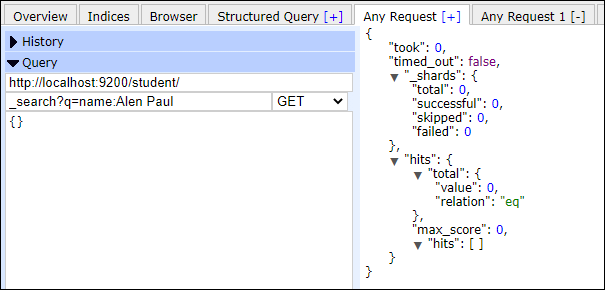 Overview Indices Browser Structured Query [+] Any Request [+] Any Request 1 [-]
History
Query
http://localhost:9200/student/
_search?q=name:Alen Paul GET
{}
{
"took": 0,
"timed_out": false,
"_shards": {
"total": 0,
"successful": 0,
"skipped": 0,
"failed": 0
},
"hits": {
"total": {
"value": 0,
"relation": "eq"
},
"max_score": 0,
"hits": [ ]
}
}